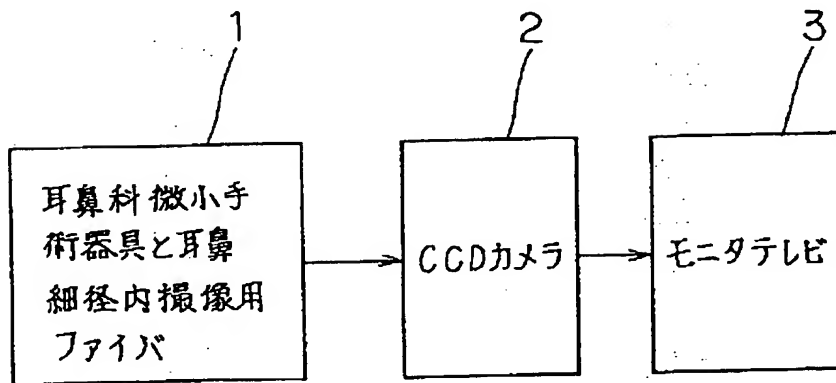 1
2
3
耳鼻科微小手
術器具と耳鼻
細径内撮像用
ファイバ
CCDカメラ
モニタテレビ